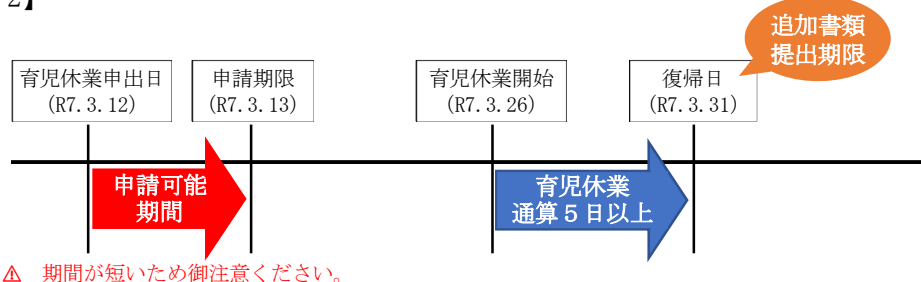 2】
追加書類
提出期限
育児休業申出日
(R7.3.12)
申請期限
(R7.3.13)
育児休業開始
(R7.3.26)
復帰日
(R7.3.31)
申請可能
期間
育児休業
通算５日以上
⚠ 期間が短いため御注意ください。